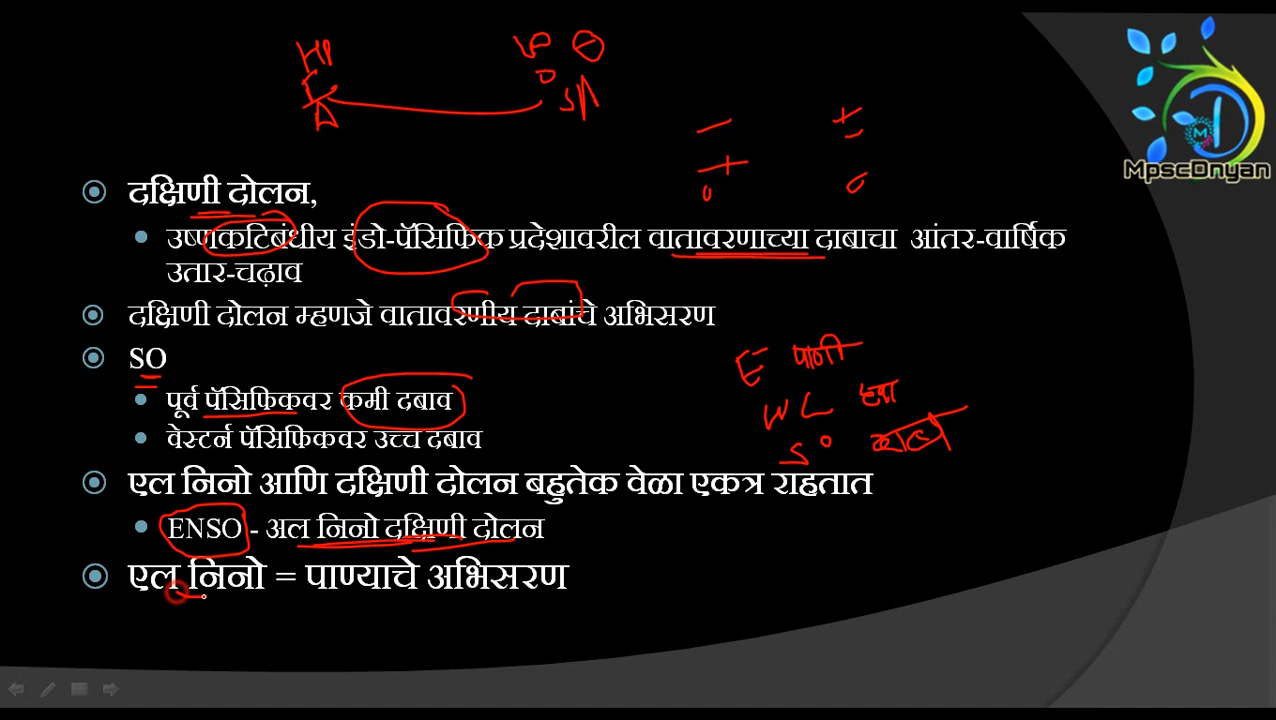 HP
LP
D
MpscDnyan
दक्षिणी दोलन,
उष्णकटिबंधीय इंडो-पॅसिफिक प्रदेशावरील वातावरणाच्या दाबाचा आंतर-वार्षिक
उतार-चढ़ाव
दक्षिणी दोलन म्हणजे वातावरणीय दाबांचे अभिसरण
SO
E पाणी
पूर्व पॅसिफिकवर कमी दबाव
W L हवा
वेस्टर्न पॅसिफिकवर उच्च दबाव
S O
एल निनो आणि दक्षिणी दोलन बहुतेक वेळा एकत्र राहतात
ENSO - अल निनो दक्षिणी दोलन
एल निनो = पाण्याचे अभिसरण